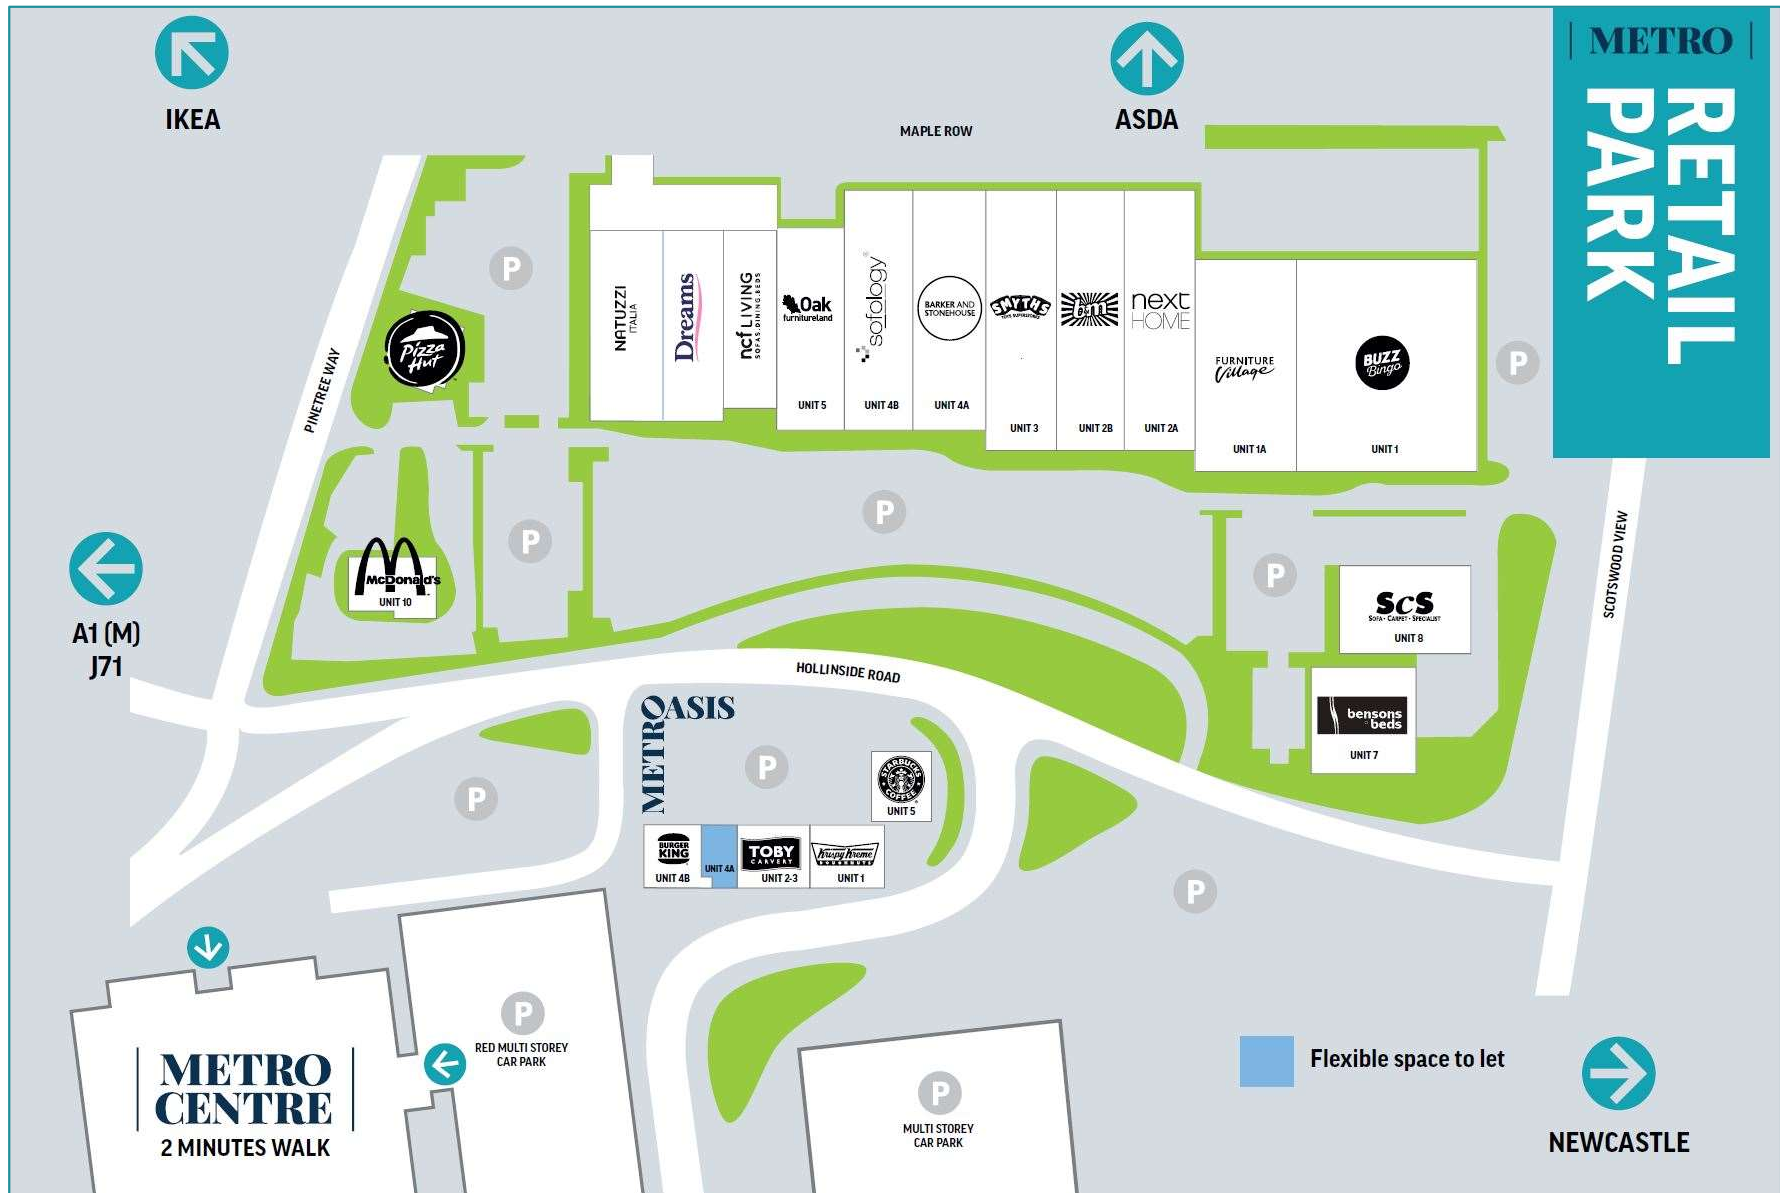 IKEA
ASDA
MAPLE ROW
METRO
RETAIL
PARK
PINETREE WAY
Pizza
Hut
NATUZZI
ITALIA
Dreams
ncf LIVING
SOFAS.DINING.BEDS
Oak
furnitureland
UNIT 5
sofology
UNIT 4B
BARKER AND
STONEHOUSE
UNIT 4A
SMYTHS
TOYS SUPERSTORES
UNIT 3
b&m
UNIT 2B
next
HOME
UNIT 2A
FURNITURE
Village
UNIT 1A
BUZZ
Bingo
UNIT 1
P
P
P
P
P
McDonald's
UNIT 10
A1 (M)
J71
ScS
SOFA • CARPET • SPECIALIST
UNIT 8
SCOTSWOOD VIEW
HOLLINSIDE ROAD
bensons
for
beds
UNIT 7
METROASIS
P
P
STARBUCKS
COFFEE
UNIT 5
BURGER
KING
UNIT 4B
UNIT 4A
TOBY
CARVERY
UNIT 2-3
Krispy Kreme
DOUGHNUTS
UNIT 1
P
METRO
CENTRE
2 MINUTES WALK
P
RED MULTI STOREY
CAR PARK
P
MULTI STOREY
CAR PARK
Flexible space to let
NEWCASTLE